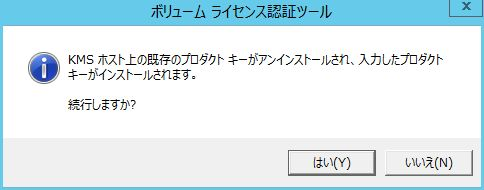 ボリューム ライセンス認証ツール
x
KMS ホスト上の既存のプロダクト キーがアンインストールされ、入力したプロダクト
キーがインストールされます。
続行しますか?
はい(Y)
いいえ(N)